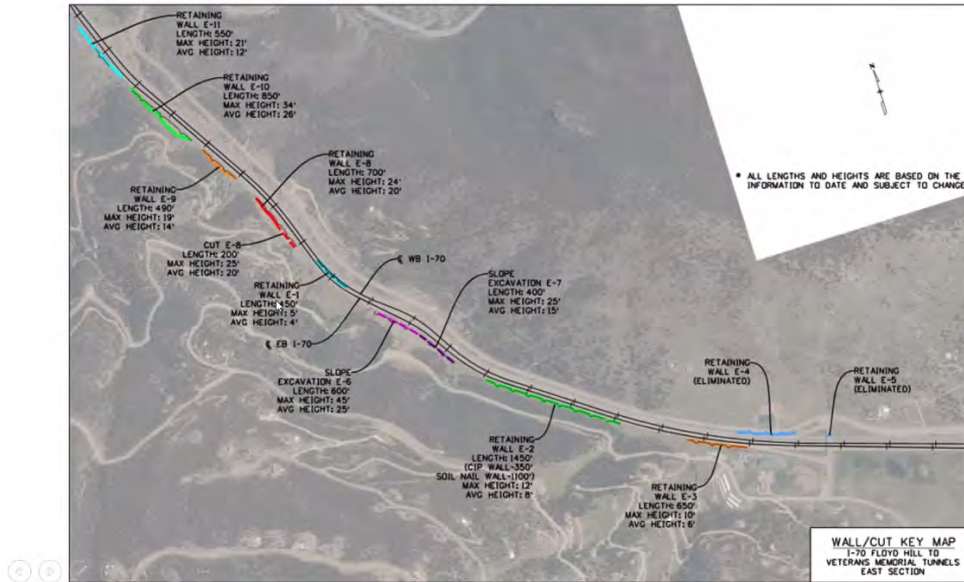 RETAINING
WALL E-11
LENGTH: 550'
MAX HEIGHT: 21'
AVG HEIGHT: 12'
RETAINING
WALL E-10
LENGTH: 850'
MAX HEIGHT: 34'
AVG HEIGHT: 26'
RETAINING
WALL E-8
LENGTH: 700'
MAX HEIGHT: 24'
AVG HEIGHT: 20'
* ALL LENGTHS AND HEIGHTS ARE BASED ON THE
INFORMATION TO DATE AND SUBJECT TO CHANGE
RETAINING
WALL E-9
LENGTH: 490'
MAX HEIGHT: 19'
AVG HEIGHT: 14'
CUT E-8
LENGTH: 200'
MAX HEIGHT: 25'
AVG HEIGHT: 20'
℄ WB I-70
RETAINING
WALL E-1
LENGTH: 450'
MAX HEIGHT: 5'
AVG HEIGHT: 4'
SLOPE
EXCAVATION E-7
LENGTH: 400'
MAX HEIGHT: 25'
AVG HEIGHT: 15'
℄ EB I-70
SLOPE
EXCAVATION E-6
LENGTH: 600'
MAX HEIGHT: 45'
AVG HEIGHT: 25'
RETAINING
WALL E-4
(ELIMINATED)
RETAINING
WALL E-5
(ELIMINATED)
RETAINING
WALL E-2
LENGTH: 1450'
(CIP WALL-350'
SOIL NAIL WALL-1100')
MAX HEIGHT: 12'
AVG HEIGHT: 8'
RETAINING
WALL E-3
LENGTH: 650'
MAX HEIGHT: 10'
AVG HEIGHT: 6'
WALL/CUT KEY MAP
I-70 FLOYD HILL TO
VETERANS MEMORIAL TUNNELS
EAST SECTION